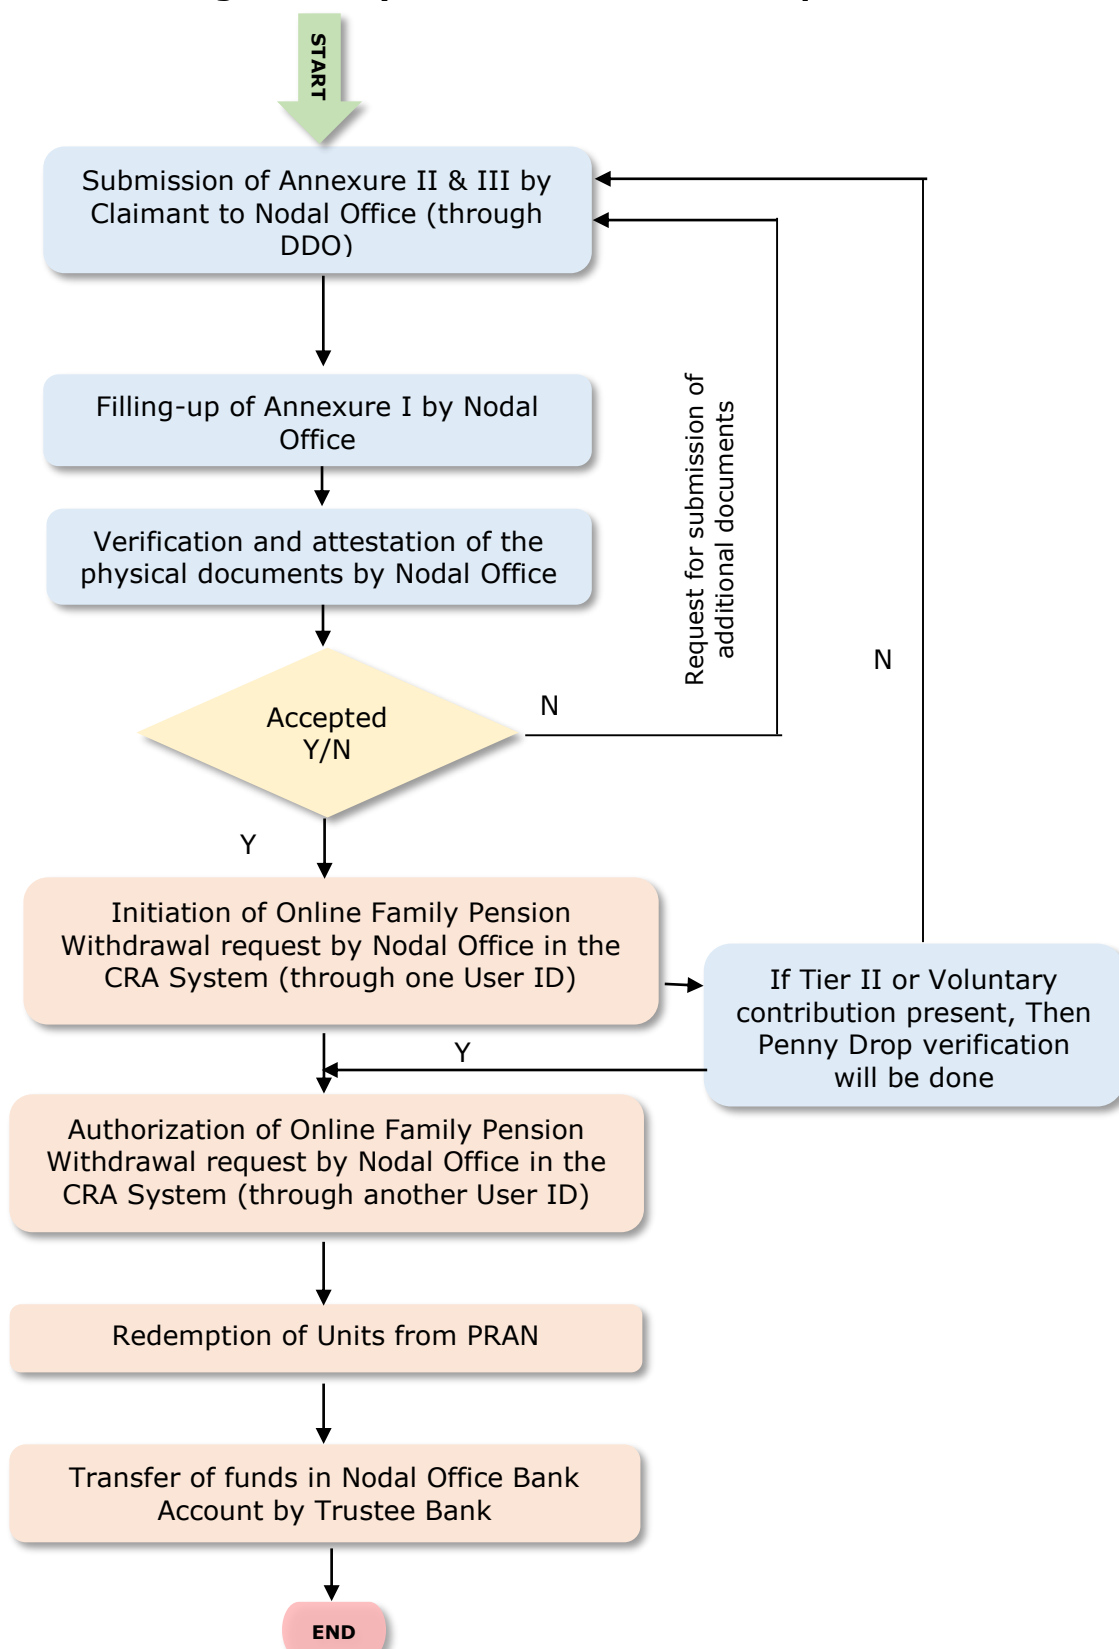 START
Submission of Annexure II & III by
Claimant to Nodal Office (through
DDO)
Filling-up of Annexure I by Nodal
Office
Verification and attestation of the
physical documents by Nodal Office
Request for submission of
additional documents
N
Accepted
Y/N
N
Y
Initiation of Online Family Pension
Withdrawal request by Nodal Office in the
CRA System (through one User ID)
If Tier II or Voluntary
contribution present, Then
Penny Drop verification
will be done
Y
Authorization of Online Family Pension
Withdrawal request by Nodal Office in the
CRA System (through another User ID)
Redemption of Units from PRAN
Transfer of funds in Nodal Office Bank
Account by Trustee Bank
END